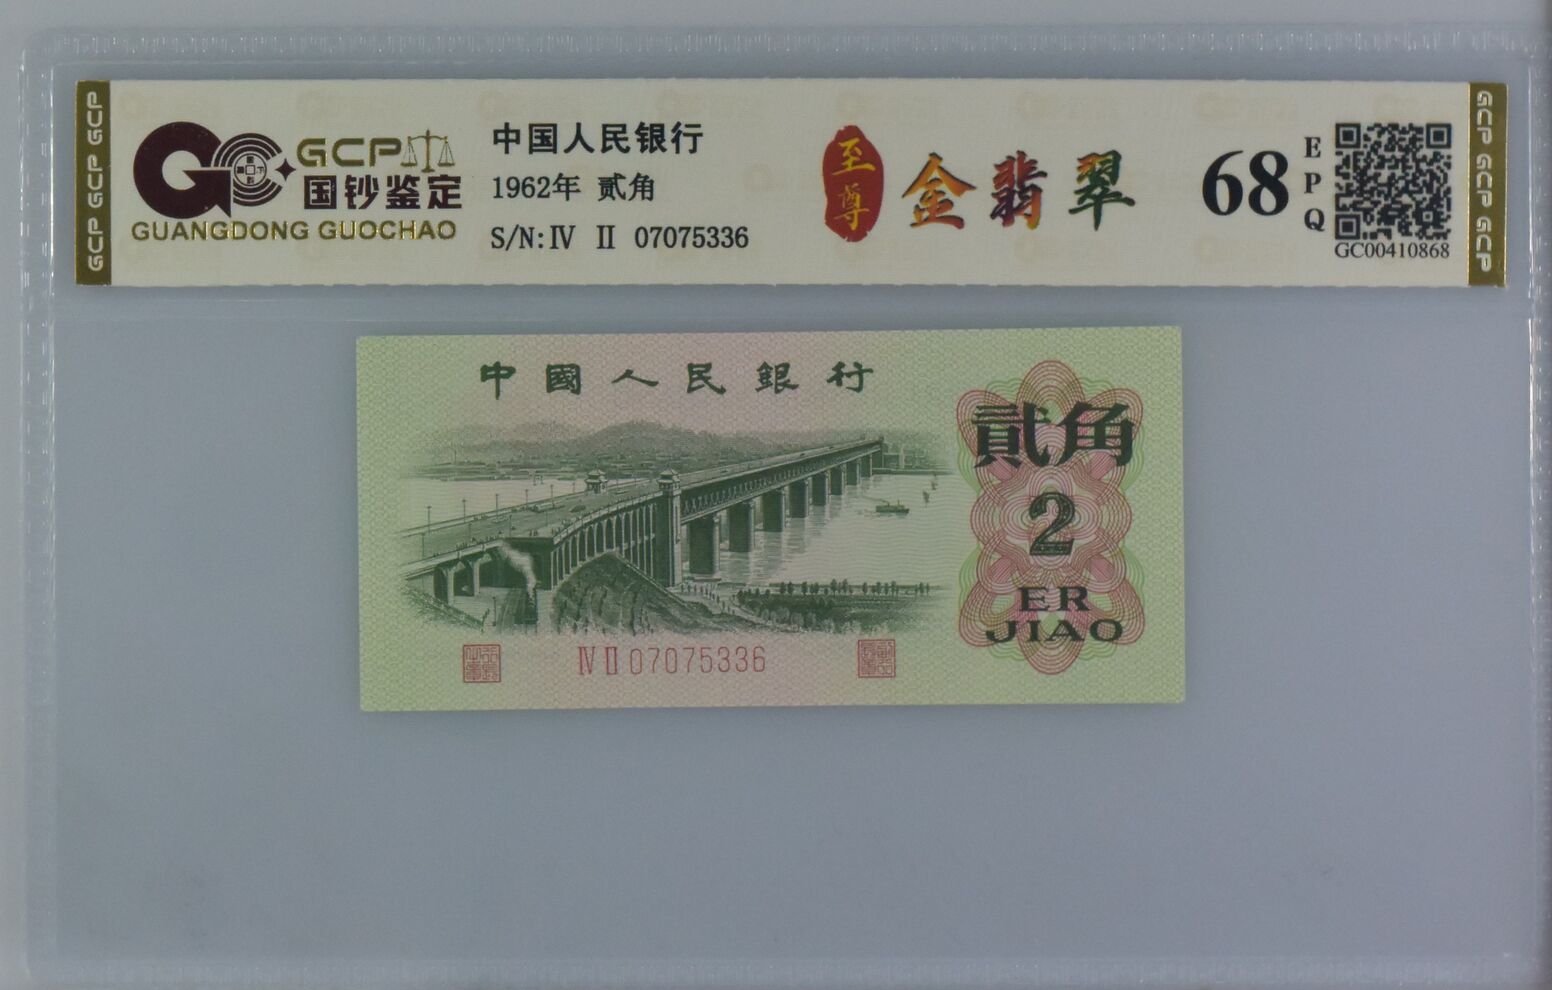 GCP GCP GCP
GCP
国钞鉴定
GUANGDONG GUOCHAO
中国人民银行
1962年 贰角
S/N:Ⅳ Ⅱ 07075336
至尊
金翡翠
68
EPQ
GC00410868
GCP GCP GCP
中國人民銀行
貳角
2
ER
JIAO
Ⅳ Ⅱ 07075336